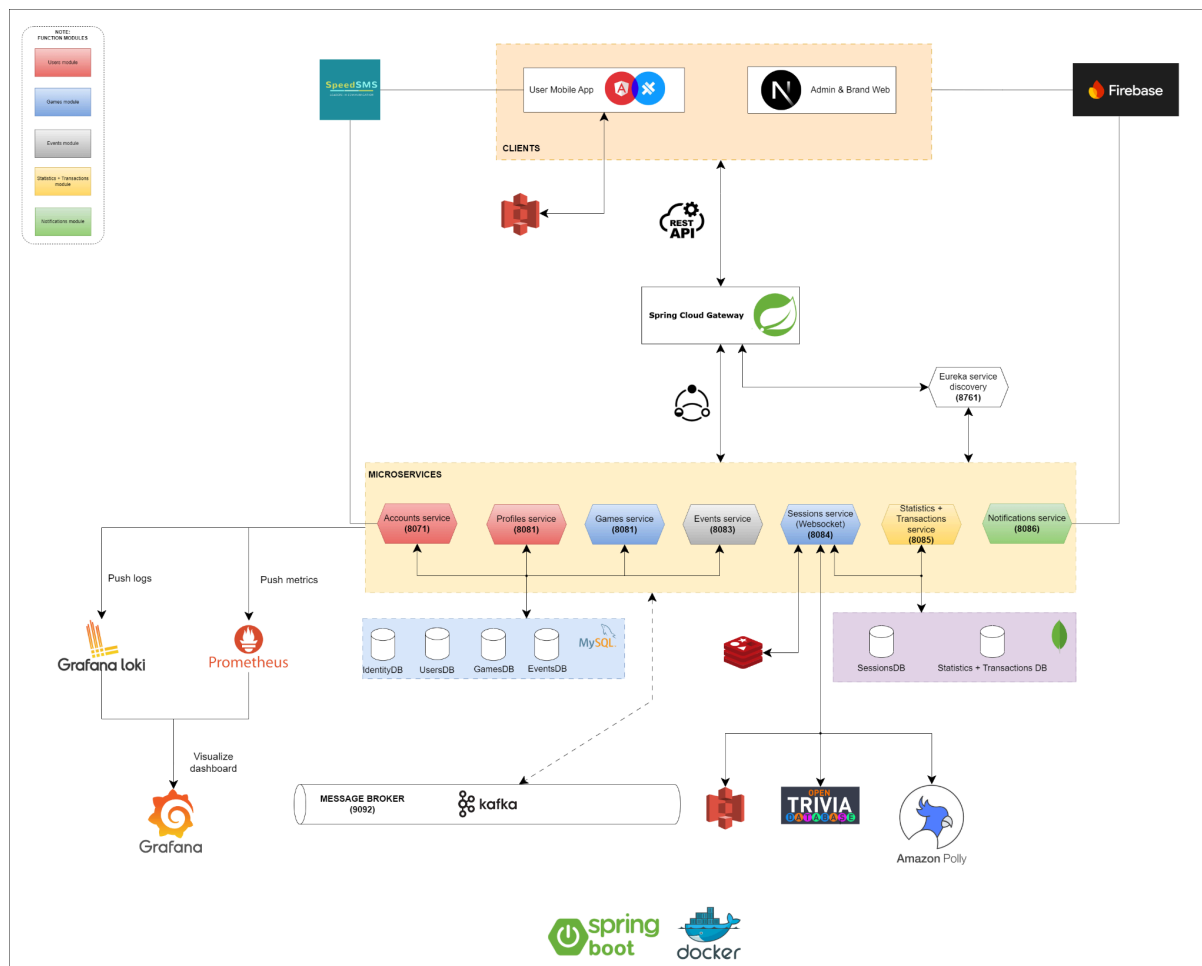 NOTE:
FUNCTION MODULES
Users module
Games module
Events module
Statistics + Transactions
module
Notifications module
SpeedSMS
User Mobile App
Admin & Brand Web
CLIENTS
Firebase
REST
API
Spring Cloud Gateway
Eureka service
discovery
(8761)
MICROSERVICES
Accounts service
(8071)
Profiles service
(8081)
Games service
(8081)
Events service
(8083)
Sessions service
(Websocket)
(8084)
Statistics +
Transactions
service
(8085)
Notifications service
(8086)
Push logs
Push metrics
Grafana loki
Prometheus
MySQL
IdentityDB
UsersDB
GamesDB
EventsDB
SessionsDB
Statistics + Transactions DB
Visualize
dashboard
Grafana
MESSAGE BROKER
(9092)
kafka
OPEN
TRIVIA
DATABASE
Amazon Polly
spring
boot
docker